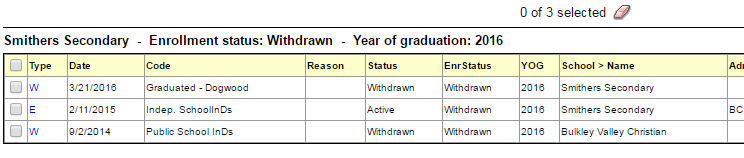 0 of 3 selected
Smithers Secondary - Enrollment status: Withdrawn - Year of graduation: 2016
Type Date Code Reason Status EnrStatus YOG School > Name
W 3/21/2016 Graduated - Dogwood Withdrawn Withdrawn 2016 Smithers Secondary
E 2/11/2015 Indep. SchoolInDs Active Withdrawn 2016 Smithers Secondary BC
W 9/2/2014 Public School InDs Withdrawn Withdrawn 2016 Bulkley Valley Christian